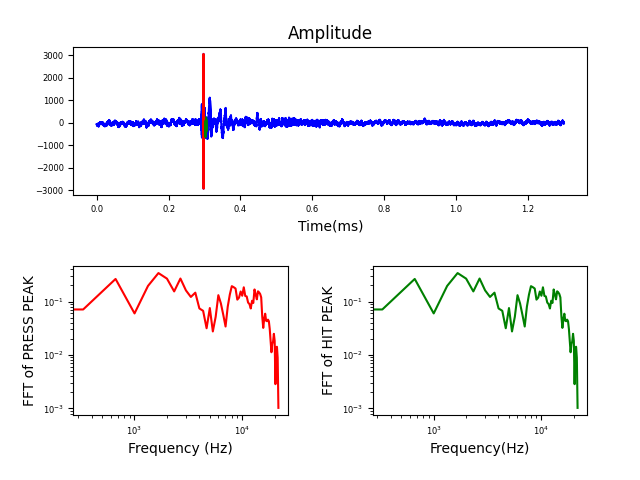 Amplitude
3000
2000
1000
0
−1000
−2000
−3000
0.0 0.2 0.4 0.6 0.8 1.0 1.2
Time(ms)
FFT of PRESS PEAK
10⁻¹
10⁻²
10⁻³
10³ 10⁴
Frequency (Hz)
FFT of HIT PEAK
10⁻¹
10⁻²
10⁻³
10³ 10⁴
Frequency(Hz)